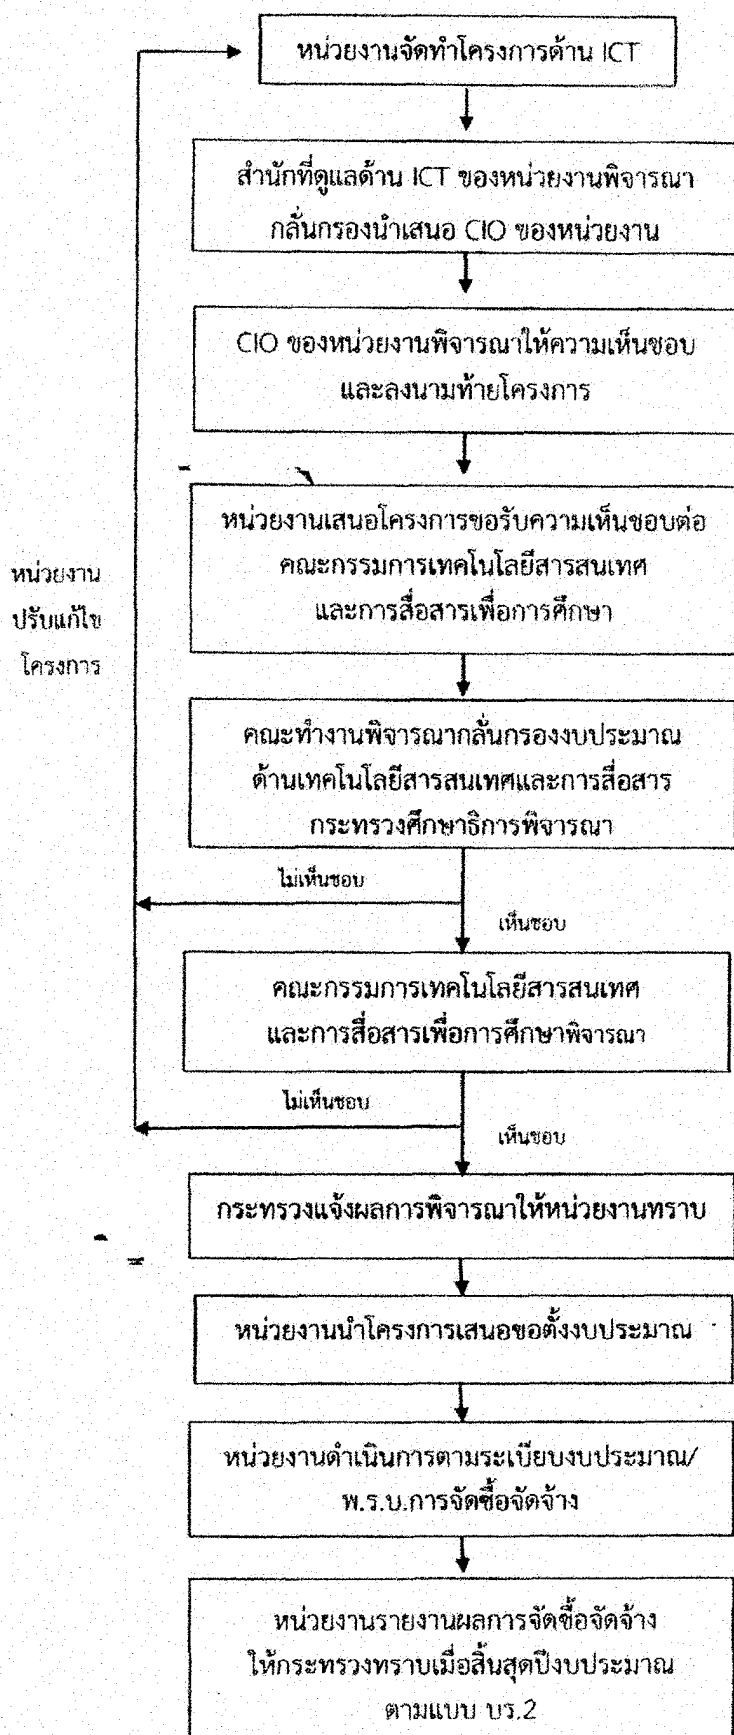 หน่วยงานจัดทำโครงการด้าน ICT
สำนักที่ดูแลด้าน ICT ของหน่วยงานพิจารณา
กลั่นกรองนำเสนอ CIO ของหน่วยงาน
CIO ของหน่วยงานพิจารณาให้ความเห็นชอบ
และลงนามท้ายโครงการ
หน่วยงานเสนอโครงการขอรับความเห็นชอบต่อ
คณะกรรมการเทคโนโลยีสารสนเทศ
และการสื่อสารเพื่อการศึกษา
หน่วยงาน
ปรับแก้ไข
โครงการ
คณะทำงานพิจารณากลั่นกรองงบประมาณ
ด้านเทคโนโลยีสารสนเทศและการสื่อสาร
กระทรวงศึกษาธิการพิจารณา
ไม่เห็นชอบ
เห็นชอบ
คณะกรรมการเทคโนโลยีสารสนเทศ
และการสื่อสารเพื่อการศึกษาพิจารณา
ไม่เห็นชอบ
เห็นชอบ
กระทรวงแจ้งผลการพิจารณาให้หน่วยงานทราบ
หน่วยงานนำโครงการเสนอขอตั้งงบประมาณ
หน่วยงานดำเนินการตามระเบียบงบประมาณ/
พ.ร.บ.การจัดซื้อจัดจ้าง
หน่วยงานรายงานผลการจัดซื้อจัดจ้าง
ให้กระทรวงทราบเมื่อสิ้นสุดปีงบประมาณ
ตามแบบ บร.2